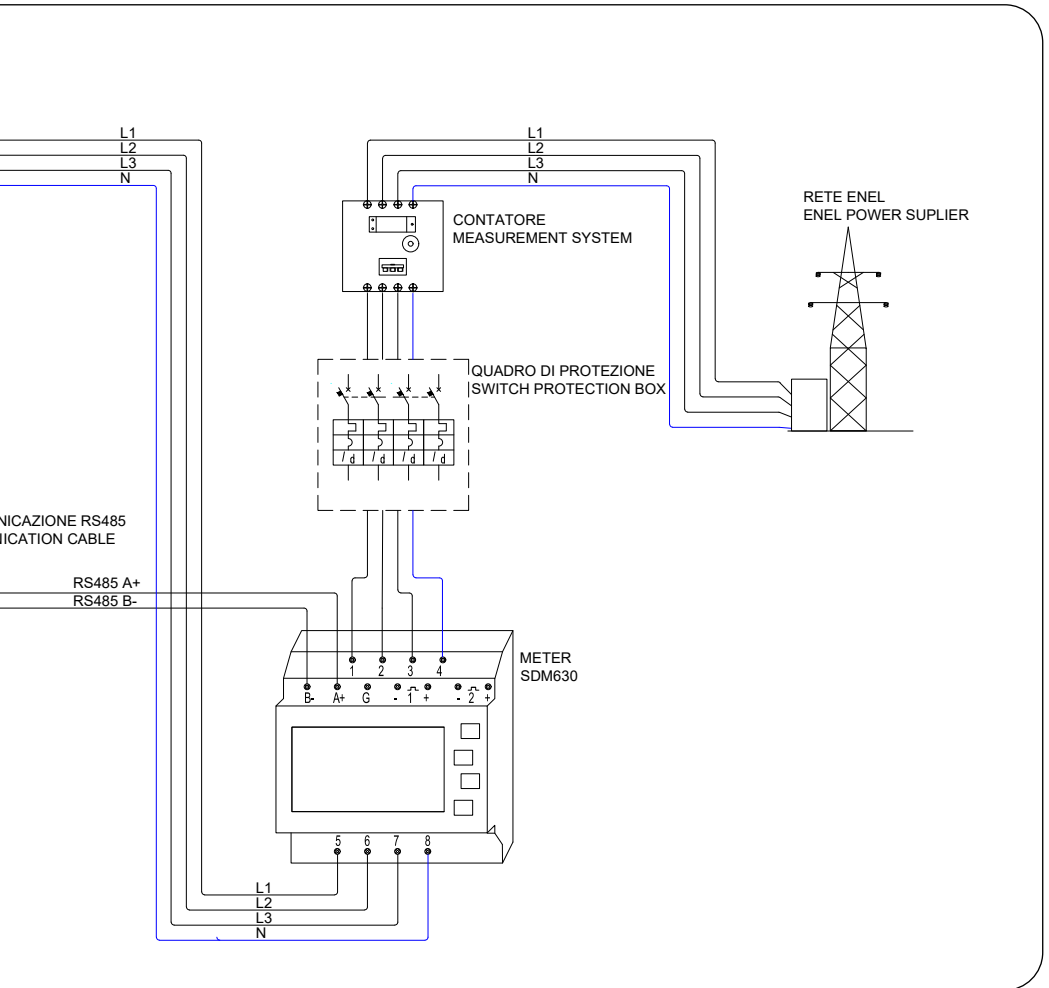 L1
L2
L3
N
L1
L2
L3
N
RETE ENEL
ENEL POWER SUPLIER
CONTATORE
MEASUREMENT SYSTEM
QUADRO DI PROTEZIONE
SWITCH PROTECTION BOX
/ d / d / d / d
NICAZIONE RS485
NICATION CABLE
RS485 A+
RS485 B-
METER
SDM630
1 2 3 4
B- A+ G - 1 + - 2 +
5 6 7 8
L1
L2
L3
N